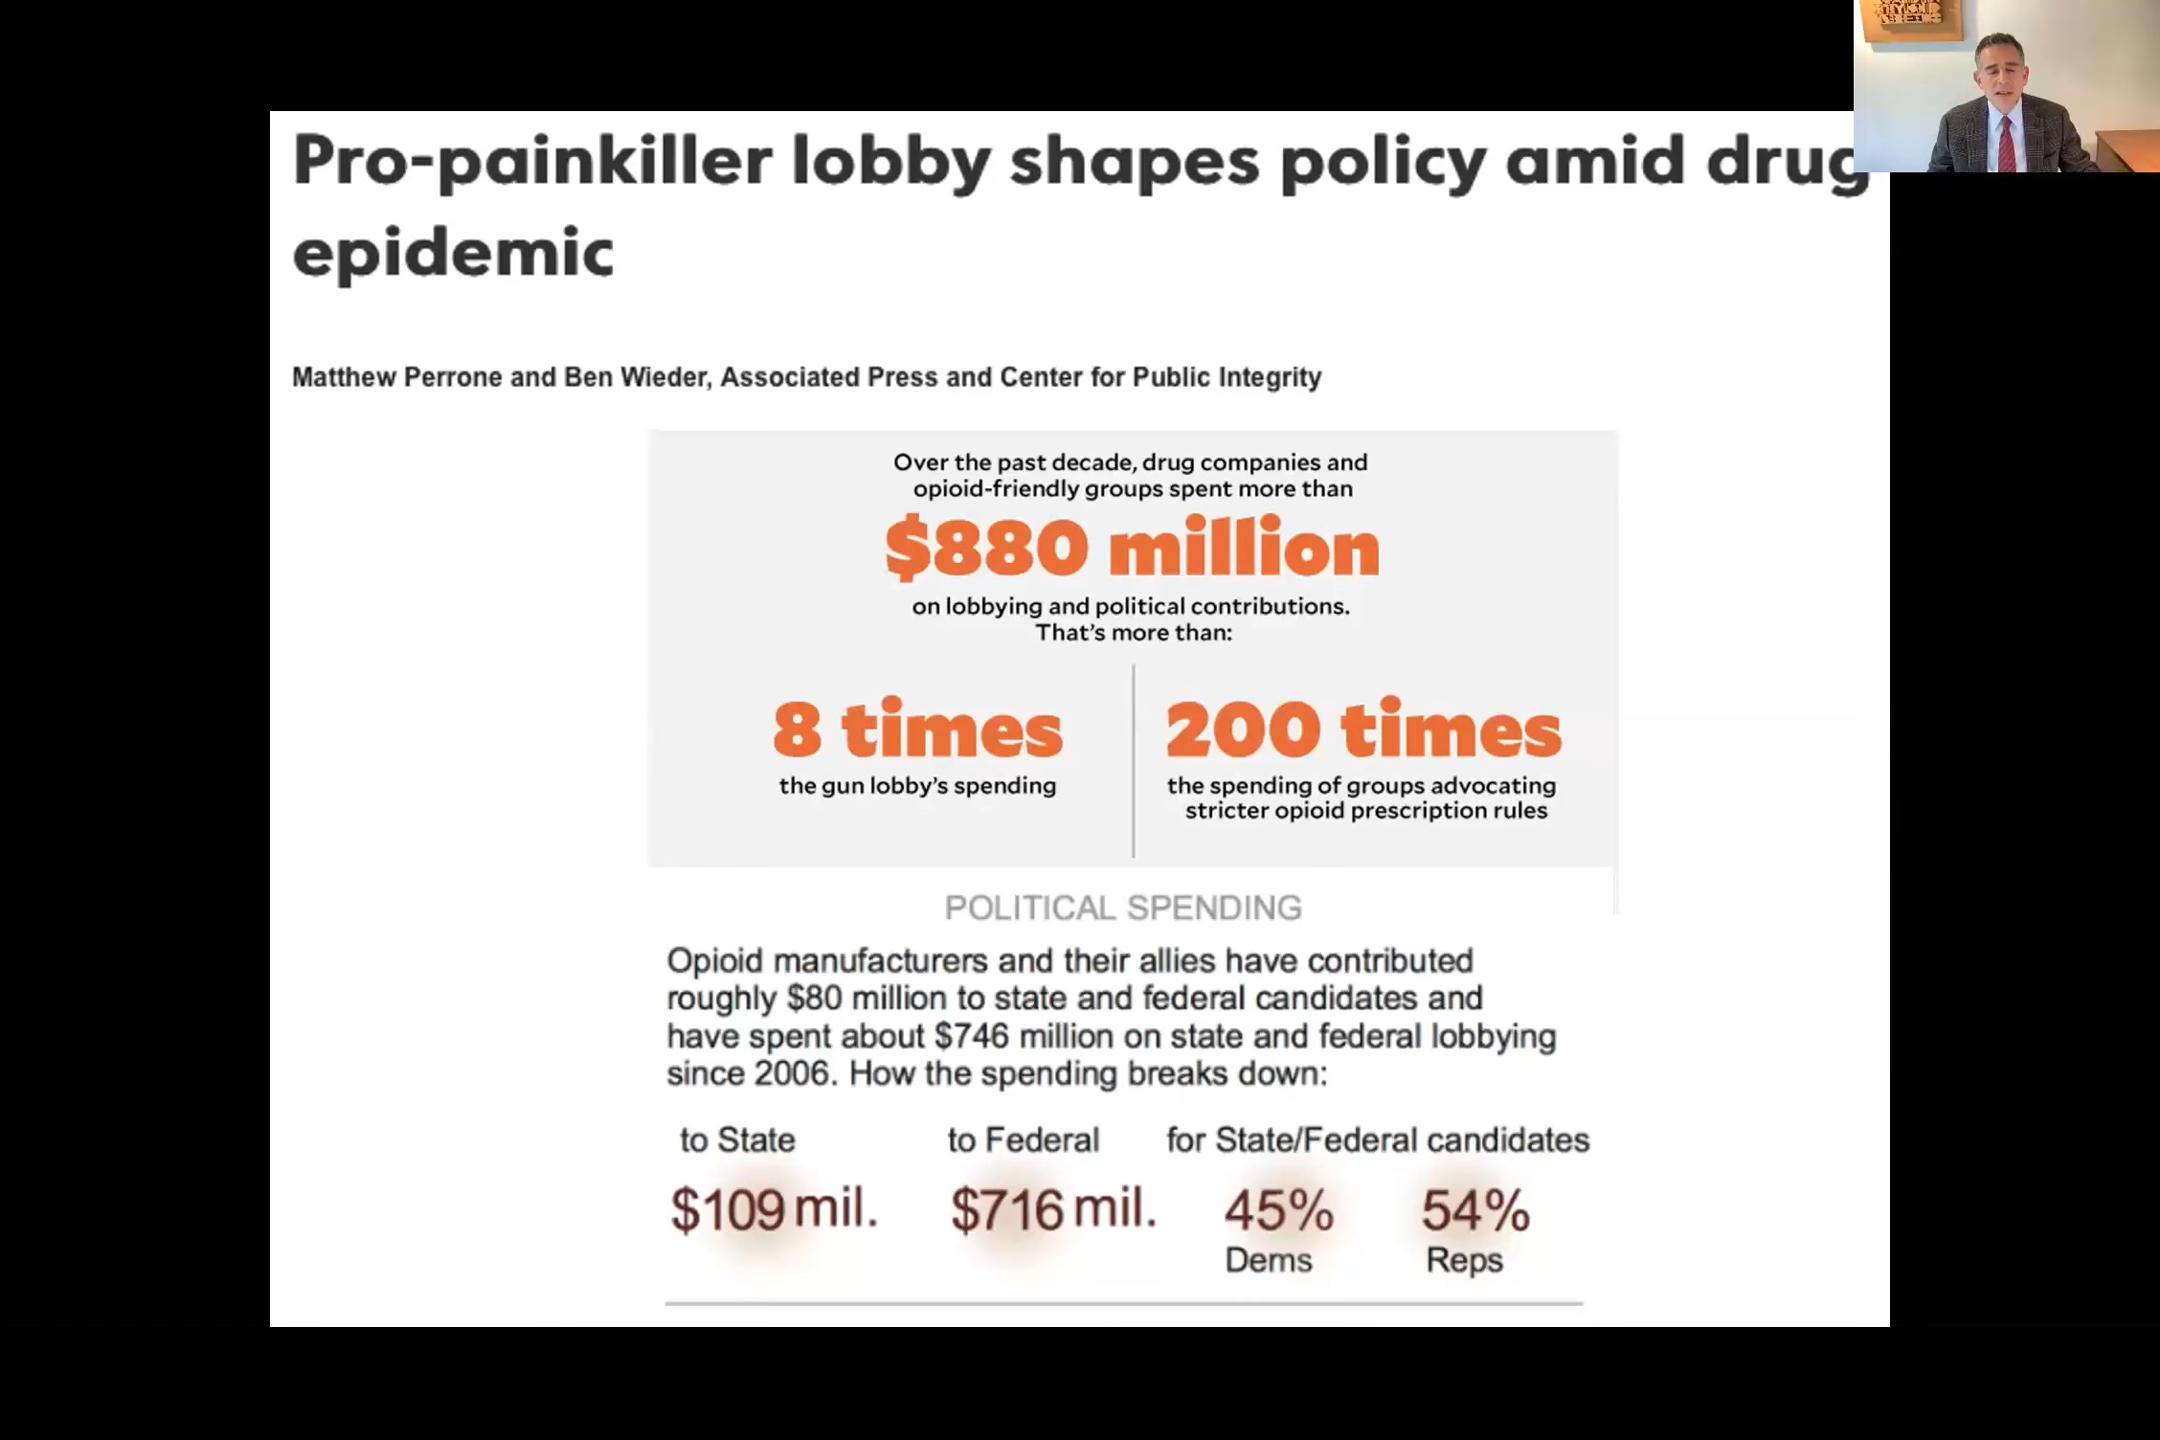 Pro-painkiller lobby shapes policy amid drug
epidemic
Matthew Perrone and Ben Wieder, Associated Press and Center for Public Integrity
Over the past decade, drug companies and
opioid-friendly groups spent more than
$880 million
on lobbying and political contributions.
That's more than:
8 times
the gun lobby's spending
200 times
the spending of groups advocating
stricter opioid prescription rules
POLITICAL SPENDING
Opioid manufacturers and their allies have contributed
roughly $80 million to state and federal candidates and
have spent about $746 million on state and federal lobbying
since 2006. How the spending breaks down:
to State to Federal for State/Federal candidates
$109 mil. $716 mil. 45% 54%
Dems Reps